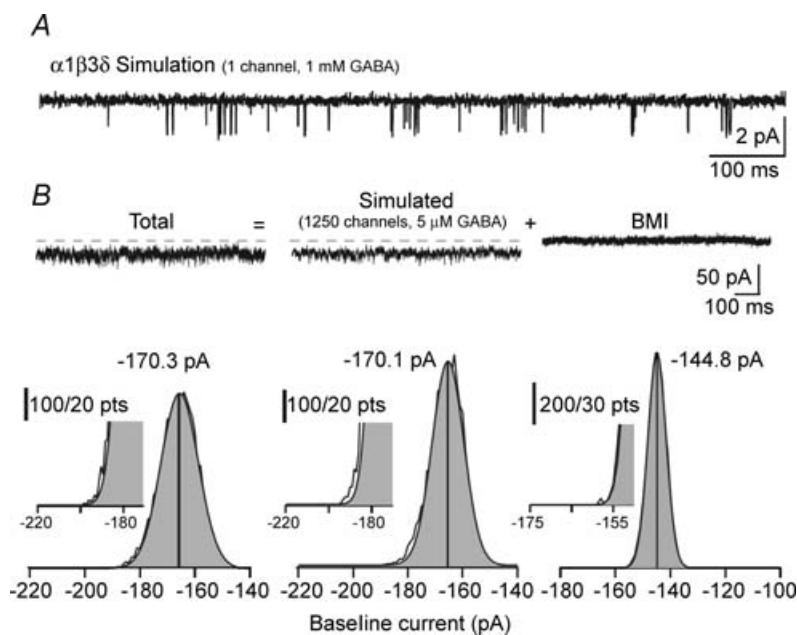 A
α1β3δ Simulation (1 channel, 1 mM GABA)
2 pA
100 ms
B
Total = Simulated + BMI
(1250 channels, 5 μM GABA)
50 pA
100 ms
-170.3 pA -170.1 pA -144.8 pA
100/20 pts 100/20 pts 200/30 pts
-220 -180 -220 -180 -175 -155
-220 -200 -180 -160 -140 -220 -200 -180 -160 -140 -180 -160 -140 -120 -100
Baseline current (pA)